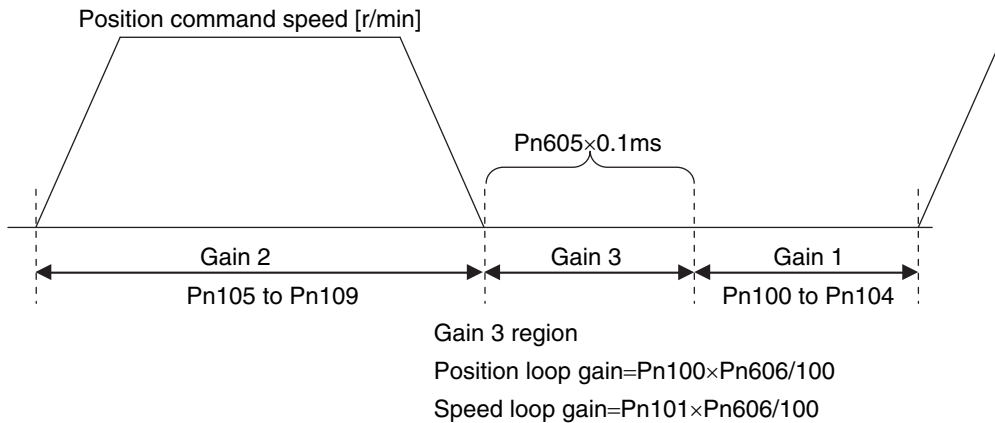 Position command speed [r/min]
Pn605×0.1ms
Gain 2
Gain 3
Gain 1
Pn105 to Pn109
Pn100 to Pn104
Gain 3 region
Position loop gain=Pn100×Pn606/100
Speed loop gain=Pn101×Pn606/100